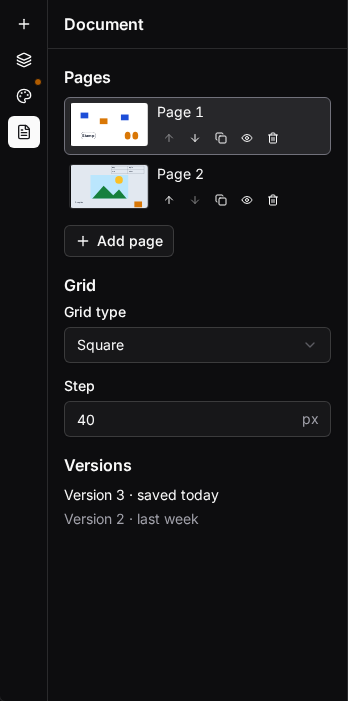 Document
Pages
Page 1
Page 2
Add page
Grid
Grid type
Square
Step
40 px
Versions
Version 3 · saved today
Version 2 · last week